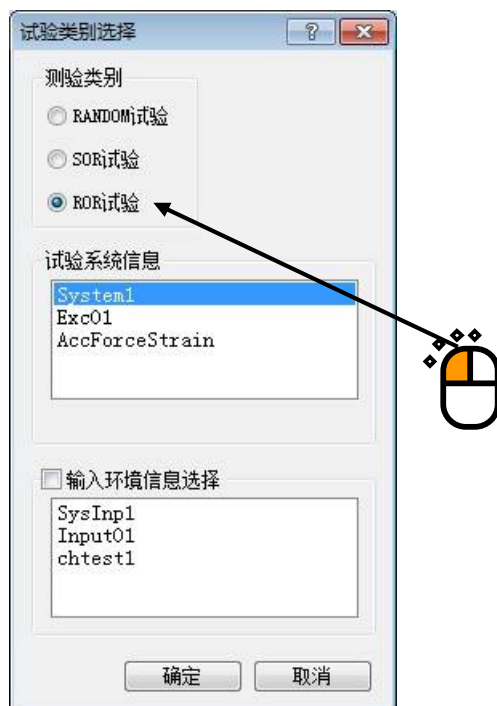 试验类别选择
测验类别
RANDOM试验
SOR试验
ROR试验
试验系统信息
System1
Exc01
AccForceStrain
输入环境信息选择
SysInp1
Input01
chtest1
确定
取消